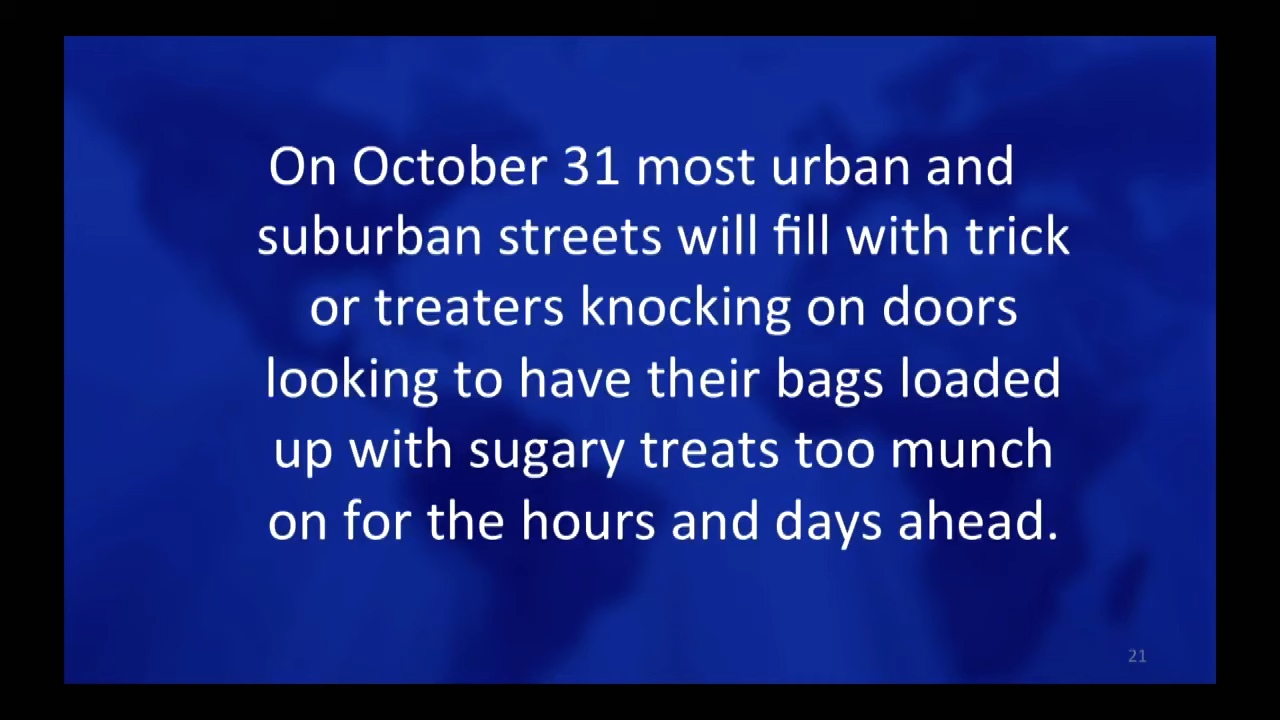 On October 31 most urban and
suburban streets will fill with trick
or treaters knocking on doors
looking to have their bags loaded
up with sugary treats too munch
on for the hours and days ahead.
21